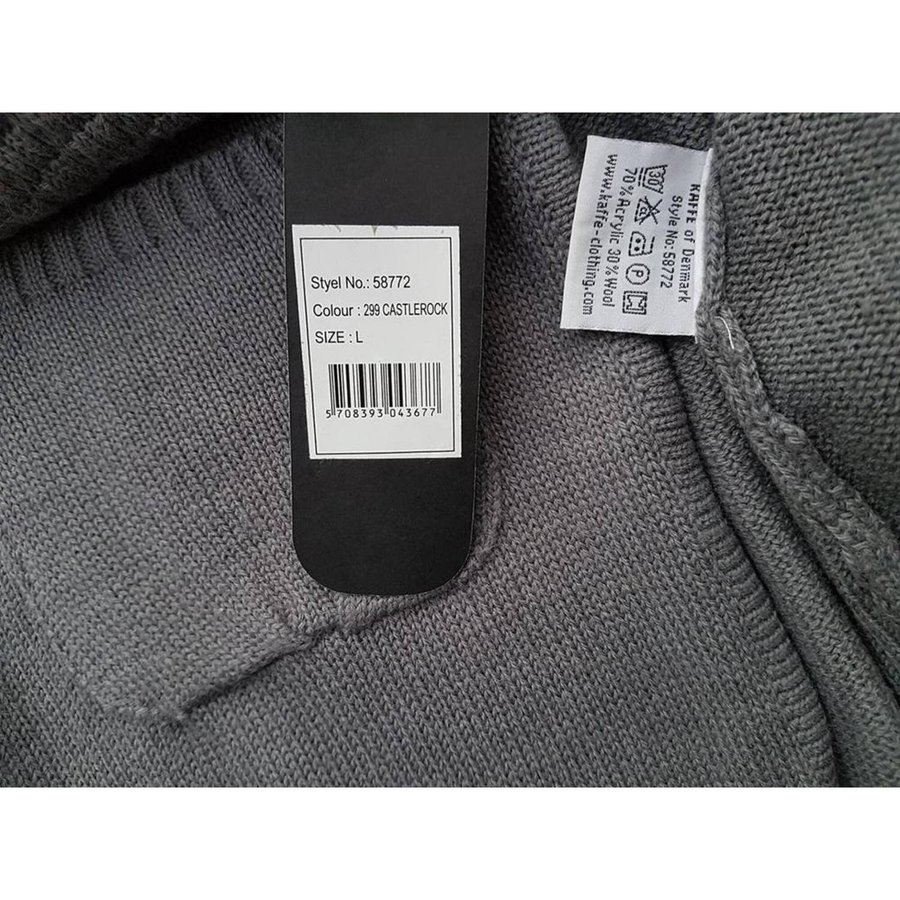 Styel No.: 58772
Colour : 299 CASTLEROCK
SIZE : L
5 708393 043677
KAFFE of Denmark
Style No: 58772
30
P
70%Acrylic 30%Wool
www.kaffe-clothing.com